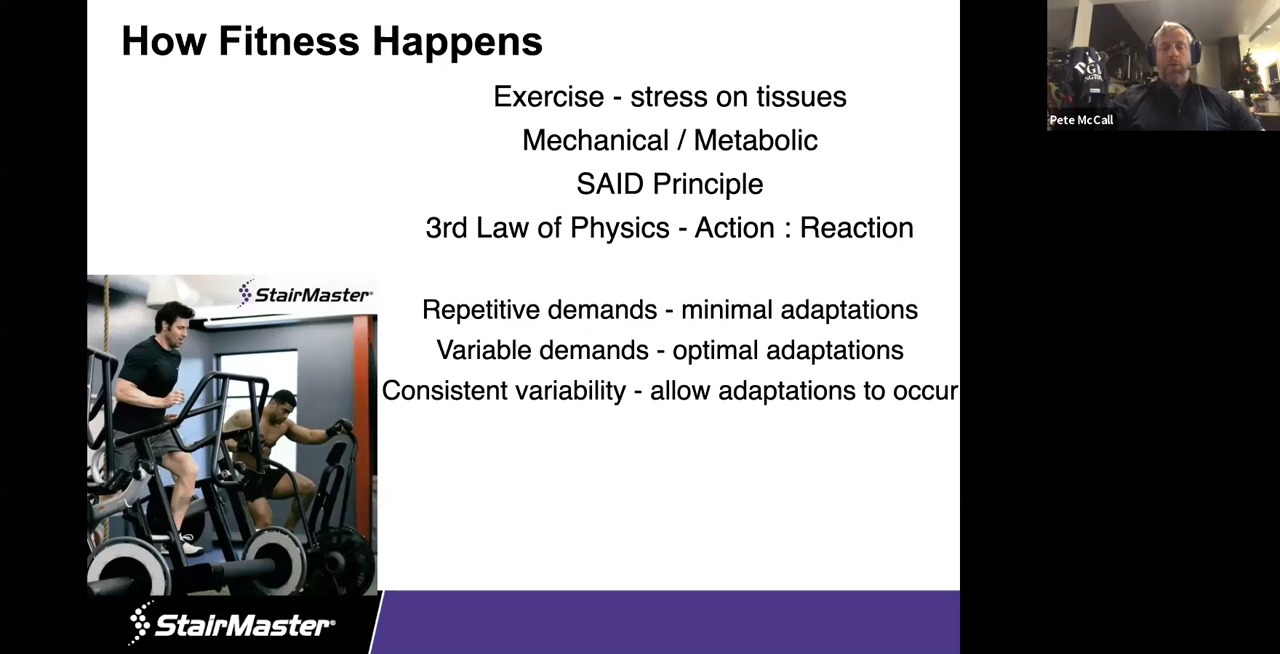 How Fitness Happens
Exercise - stress on tissues
Mechanical / Metabolic
SAID Principle
3rd Law of Physics - Action : Reaction
StairMaster
Repetitive demands - minimal adaptations
Variable demands - optimal adaptations
Consistent variability - allow adaptations to occur
StairMaster
Pete McCall